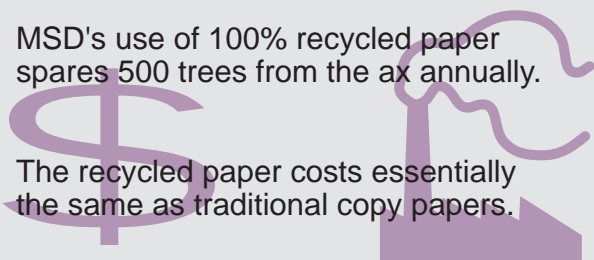 MSD's use of 100% recycled paper
spares 500 trees from the ax annually.
The recycled paper costs essentially
the same as traditional copy papers.